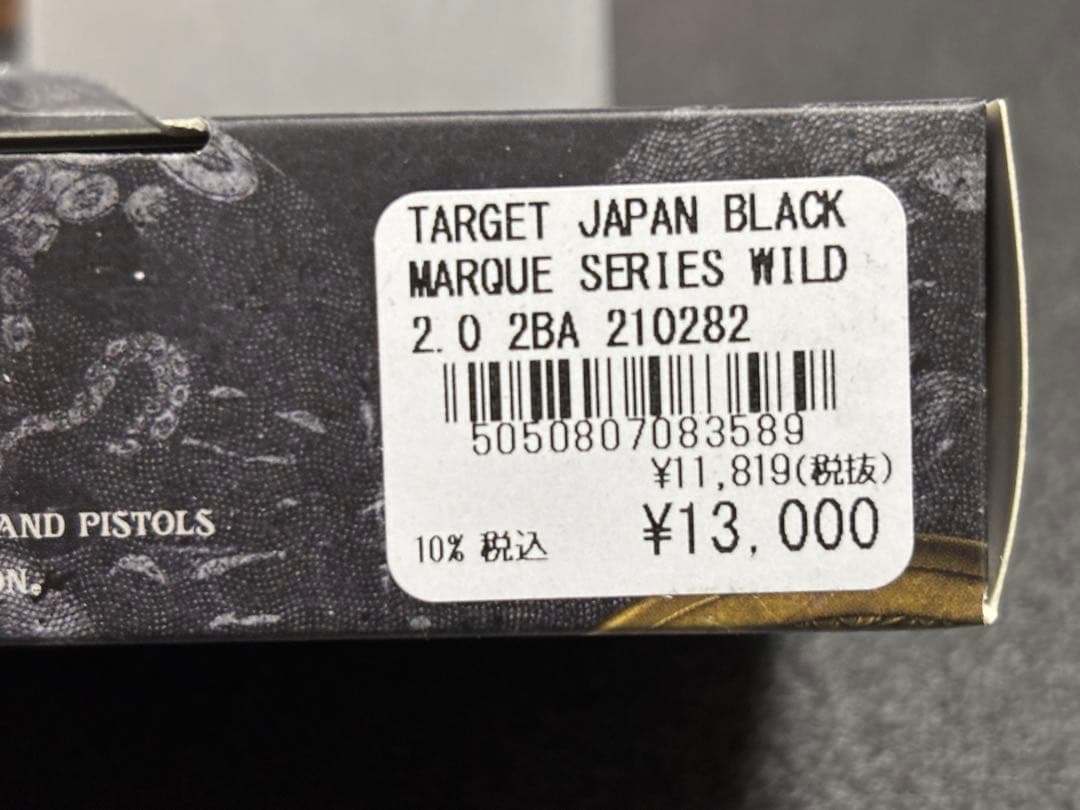 TARGET JAPAN BLACK
MARQUE SERIES WILD
2.0 2BA 210282
5050807083589
¥11,819(税抜)
10% 税込 ¥13,000
AND PISTOLS
ON.